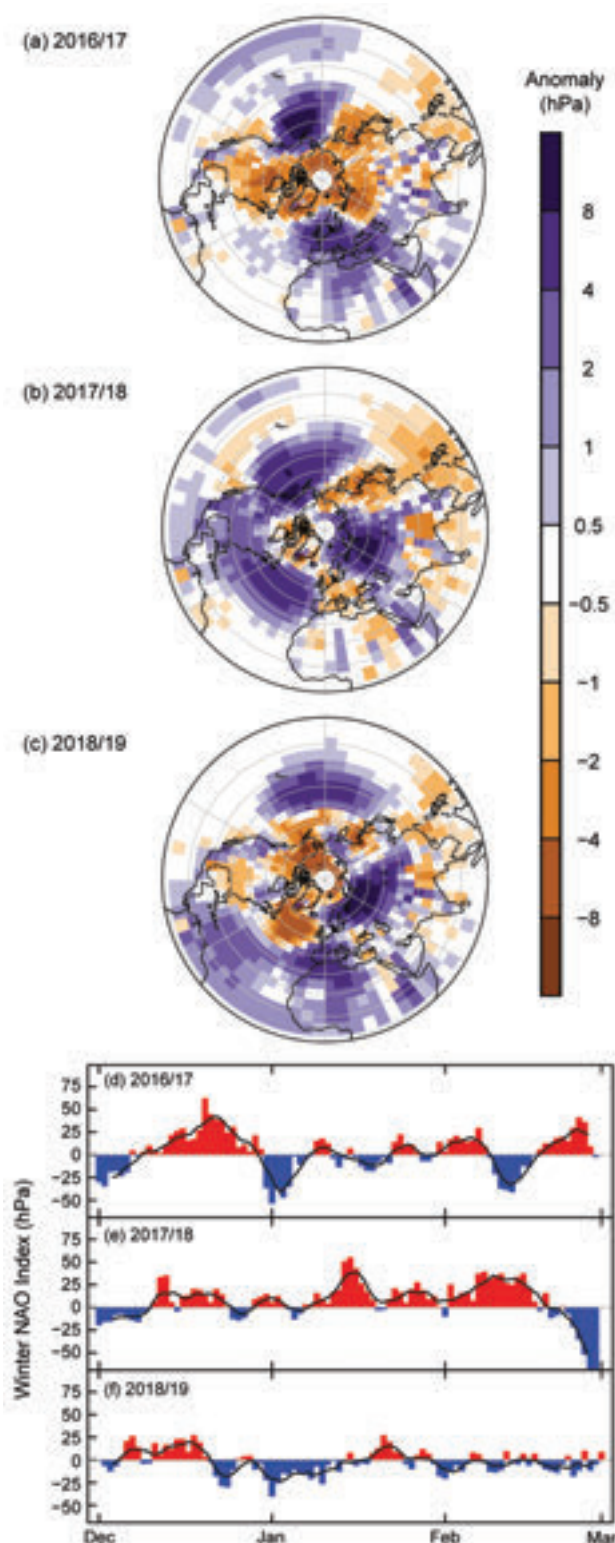 (a) 2016/17
Anomaly
(hPa)
8
4
2
1
0.5
−0.5
−1
−2
−4
−8
(b) 2017/18
(c) 2018/19
Winter NAO Index (hPa)
(d) 2016/17
75
50
25
0
−25
−50
(e) 2017/18
75
50
25
0
−25
−50
(f) 2018/19
75
50
25
0
−25
−50
Dec Jan Feb Mar